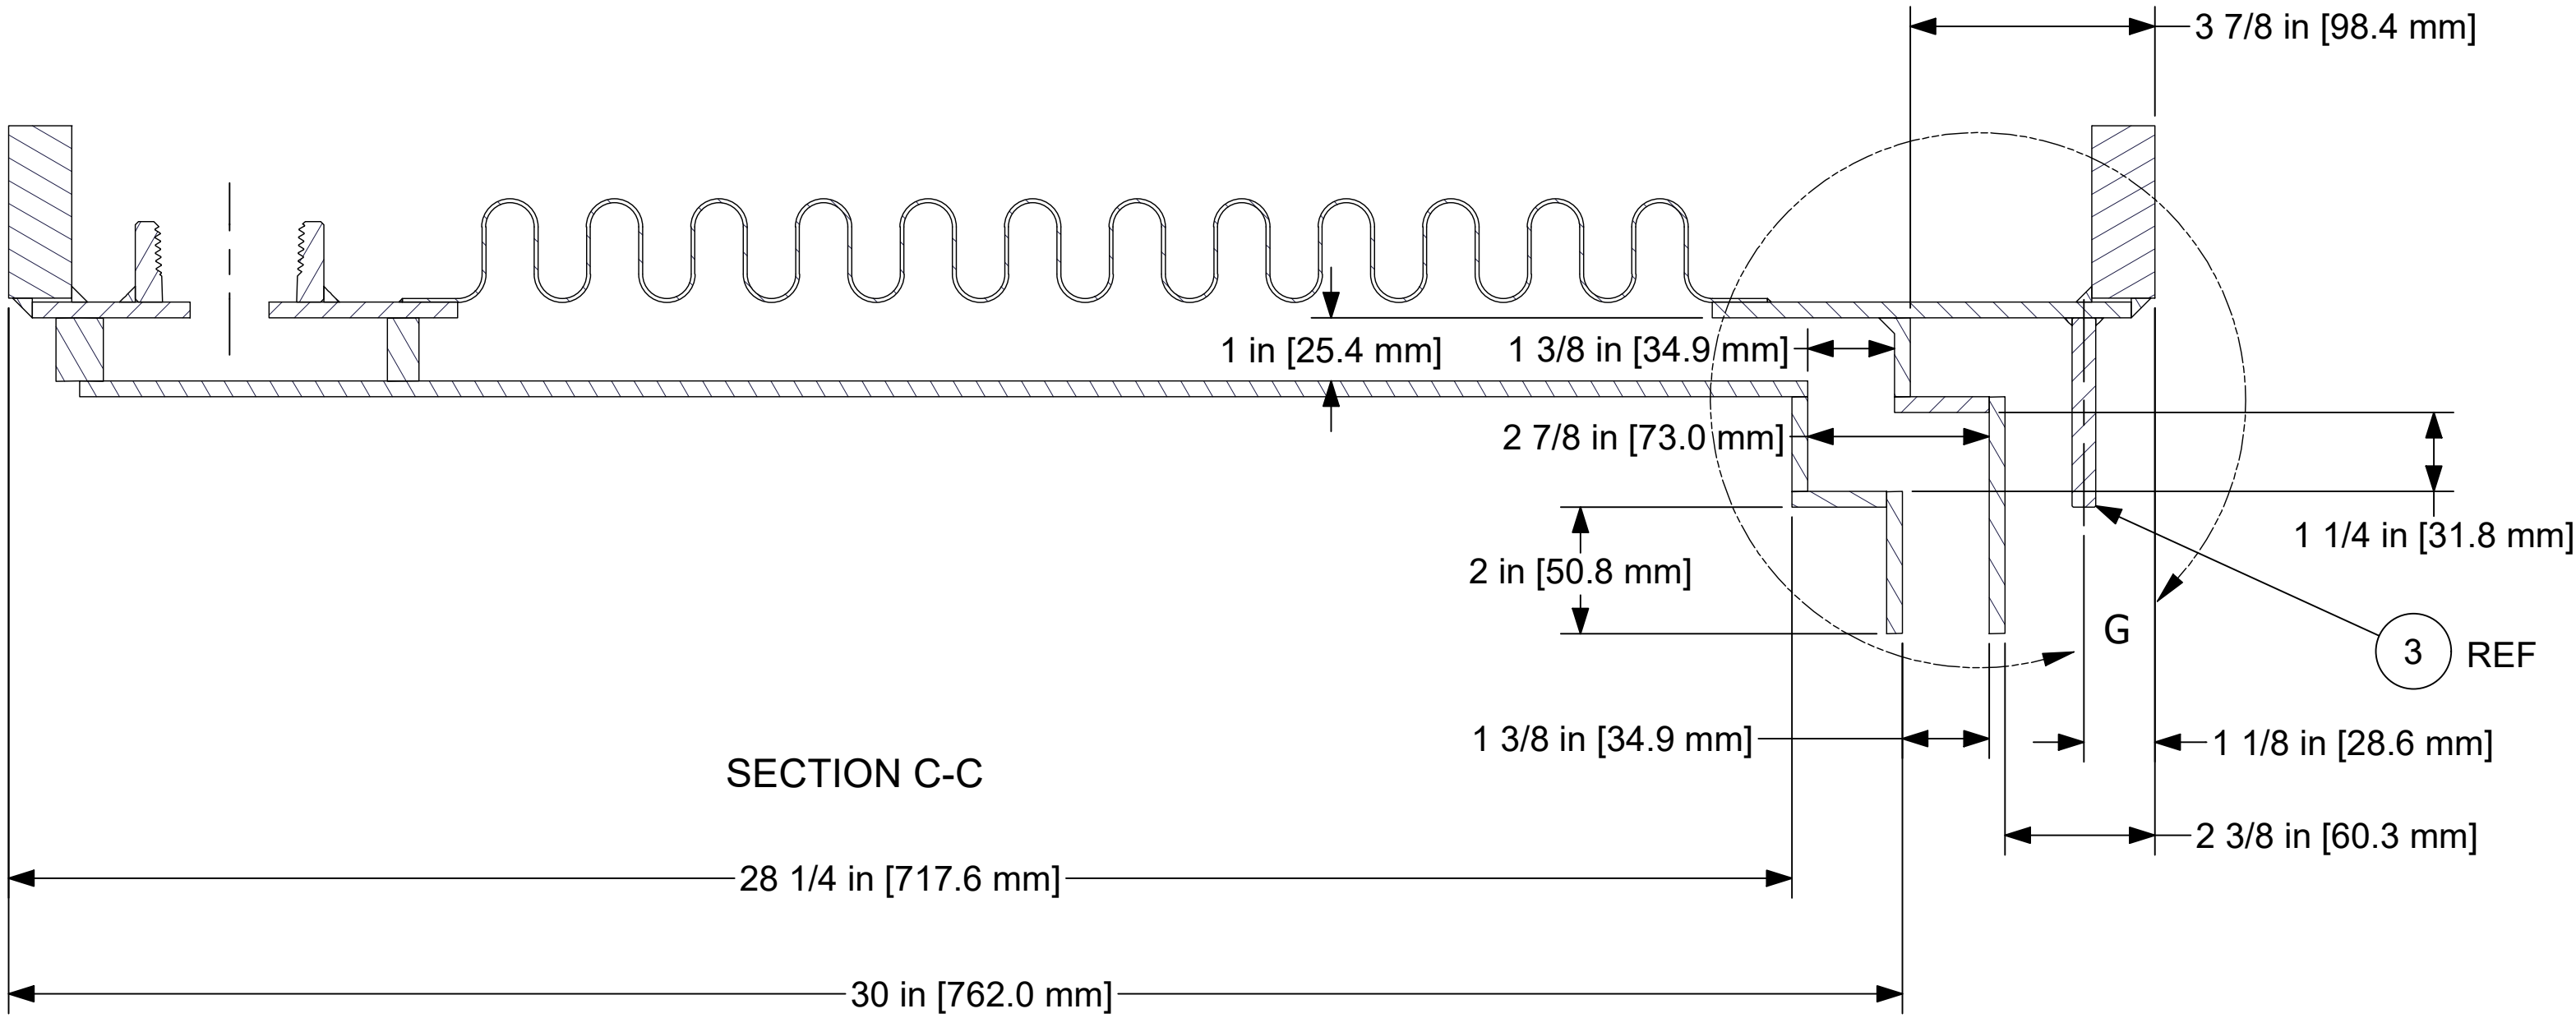 3 7/8 in [98.4 mm]
1 in [25.4 mm]
1 3/8 in [34.9 mm]
2 7/8 in [73.0 mm]
1 1/4 in [31.8 mm]
2 in [50.8 mm]
G
3 REF
1 3/8 in [34.9 mm]
1 1/8 in [28.6 mm]
SECTION C-C
2 3/8 in [60.3 mm]
28 1/4 in [717.6 mm]
30 in [762.0 mm]